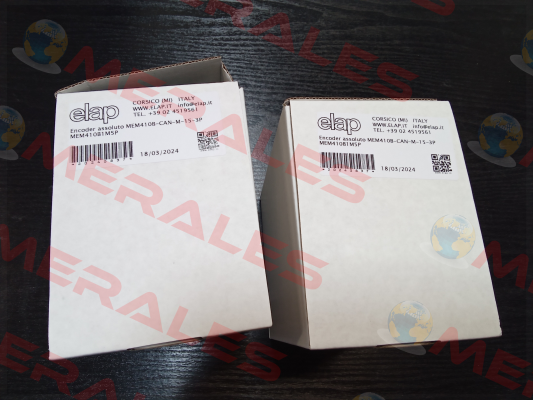 elap
CORSICO (MI) ITALY
WWW.ELAP.IT info@elap.it
TEL. +39 02 4519561
Encoder assoluto MEM410B-CAN-M-15-3P
MEM410B1M5P
18/03/2024
elap
CORSICO (MI) ITALY
WWW.ELAP.IT info@elap.it
TEL. +39 02 4519561
Encoder assoluto MEM410B-CAN-M-15-3P
MEM410B1M5P
18/03/2024
MERALES
MERALES